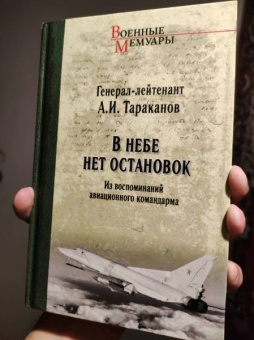 Военные
Мемуары
Генерал-лейтенант
А.И. Тараканов
В НЕБЕ
НЕТ ОСТАНОВОК
Из воспоминаний
авиационного командарма